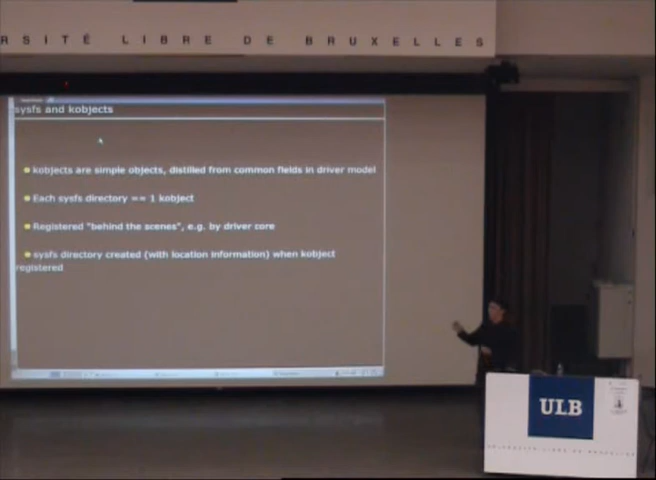 RSITÉ LIBRE DE BRUXELLES
sysfs and kobjects
kobjects are simple objects, distilled from common fields in driver model
Each sysfs directory == 1 kobject
Registered "behind the scenes", e.g. by driver core
sysfs directory created (with location information) when kobject
registered
ULB